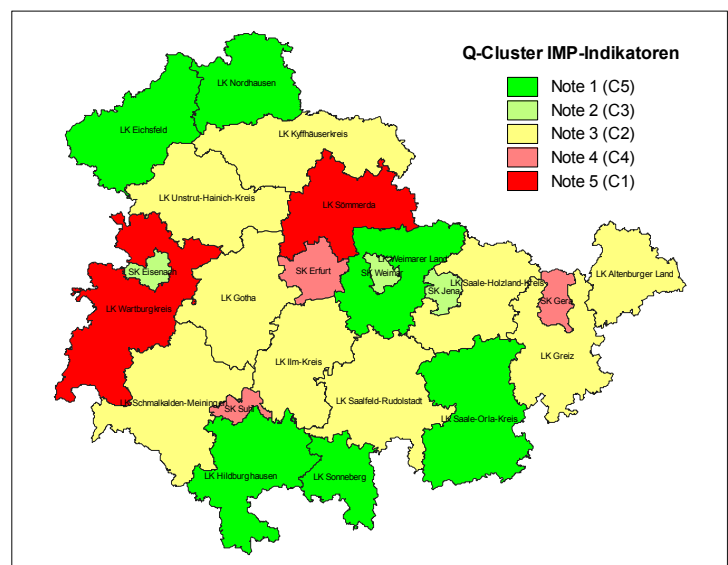 Q-Cluster IMP-Indikatoren
Note 1 (C5)
Note 2 (C3)
Note 3 (C2)
Note 4 (C4)
Note 5 (C1)
LK Nordhausen
LK Eichsfeld
LK Kyffhäuserkreis
LK Unstrut-Hainich-Kreis
LK Sömmerda
LK Weimarer Land
SK Eisenach
SK Erfurt
SK Weimar
LK Saale-Holzland-Kreis
LK Altenburger Land
SK Jena
SK Gera
LK Gotha
LK Wartburgkreis
LK Ilm-Kreis
LK Greiz
LK Schmalkalden-Meiningen
SK Suhl
LK Saalfeld-Rudolstadt
LK Saale-Orla-Kreis
LK Hildburghausen
LK Sonneberg